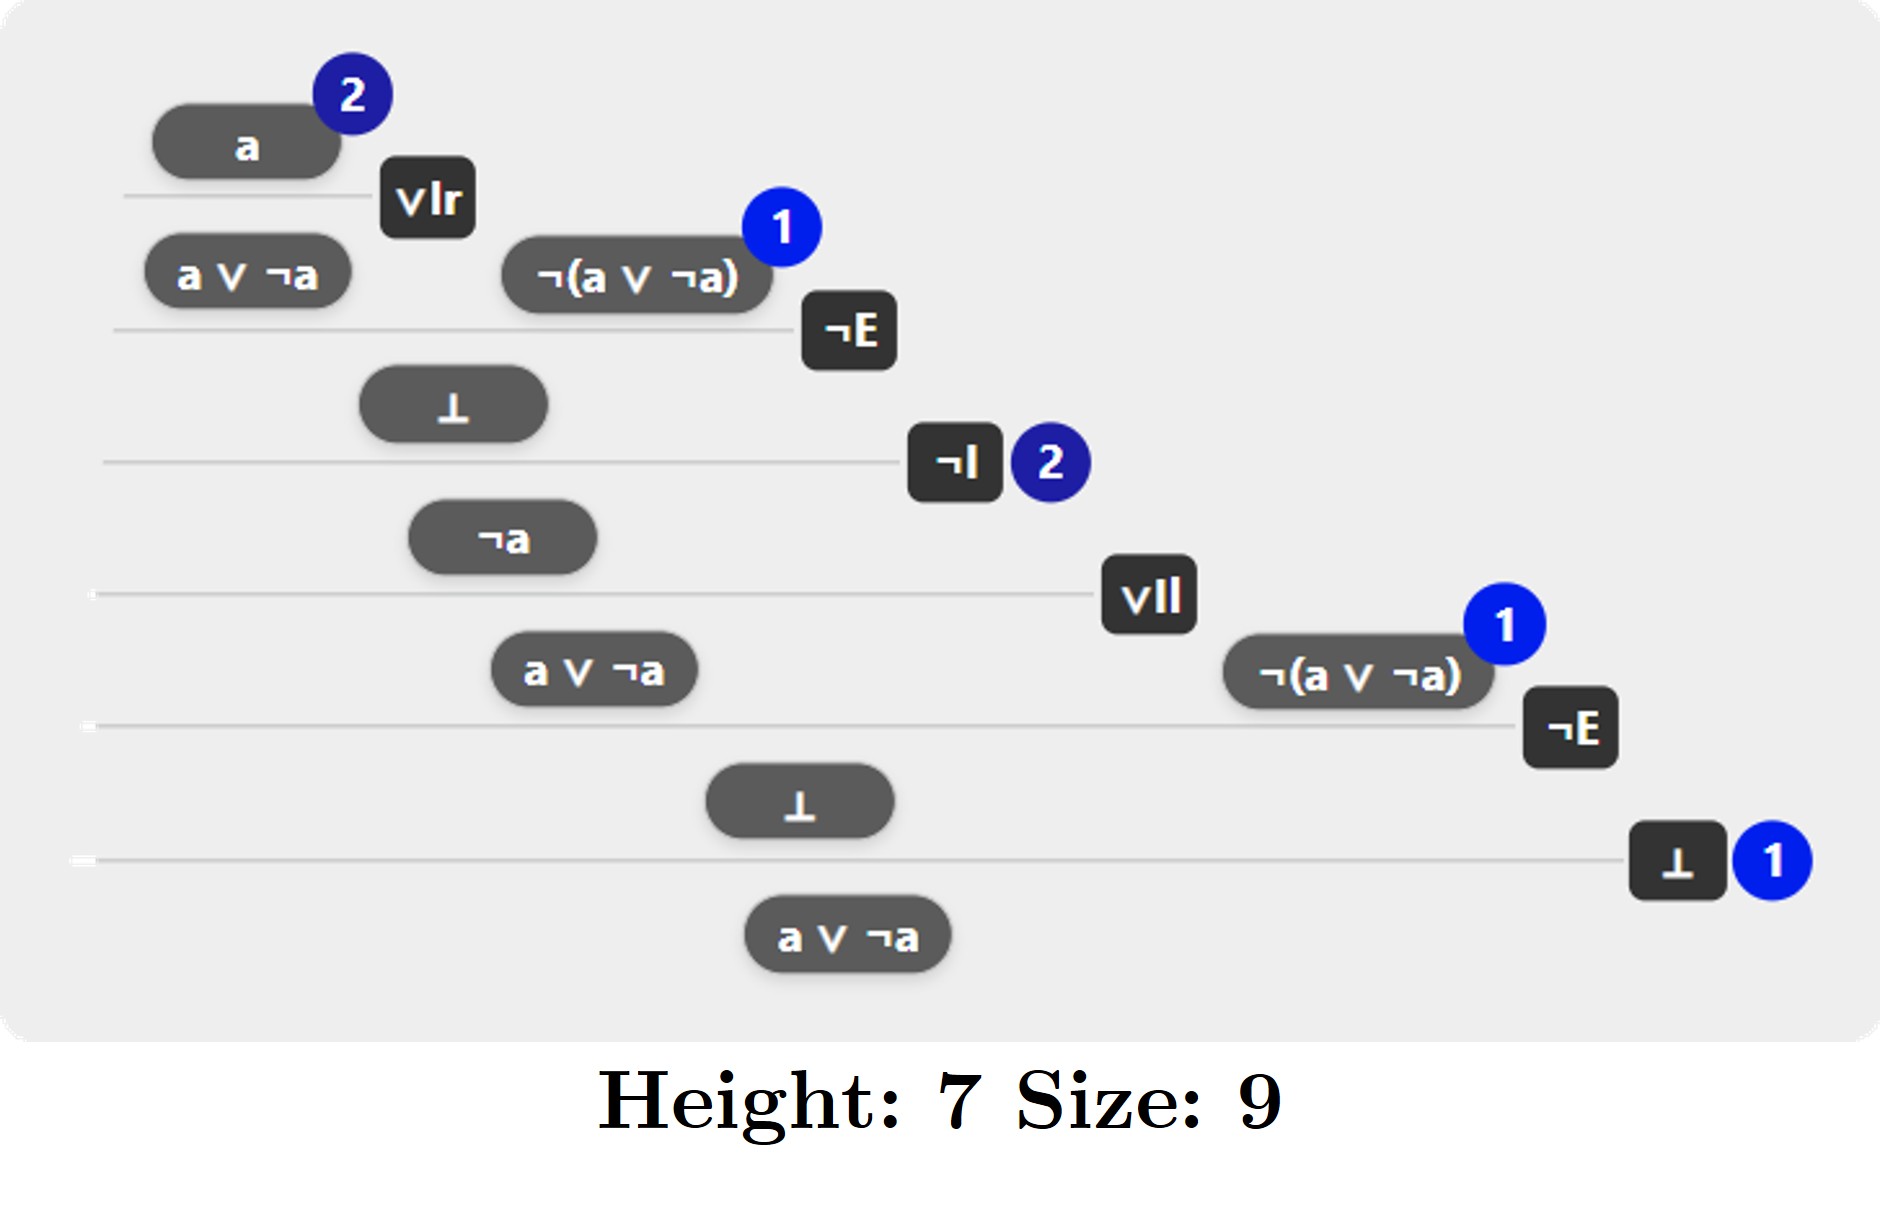 a 2
∨Ir
a ∨ ¬a ¬(a ∨ ¬a) 1
¬E
⊥
¬I 2
¬a
∨Il
a ∨ ¬a ¬(a ∨ ¬a) 1
¬E
⊥
⊥ 1
a ∨ ¬a
Height: 7 Size: 9